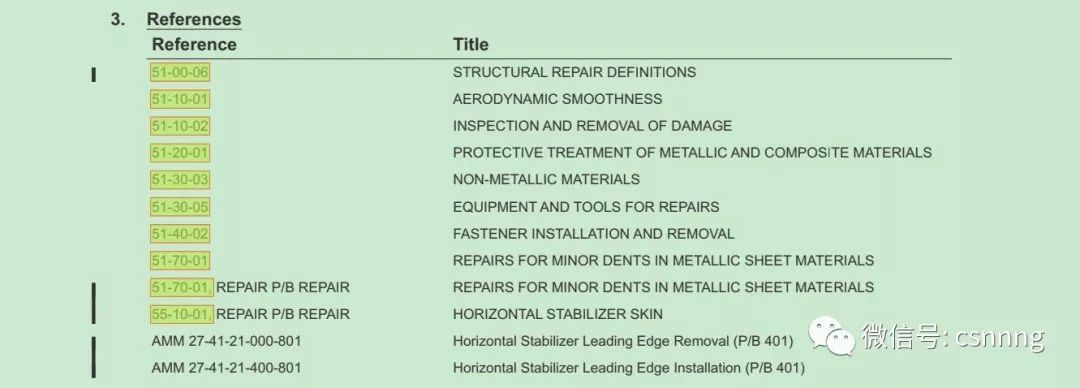 3. References
Reference Title
51-00-06 STRUCTURAL REPAIR DEFINITIONS
51-10-01 AERODYNAMIC SMOOTHNESS
51-10-02 INSPECTION AND REMOVAL OF DAMAGE
51-20-01 PROTECTIVE TREATMENT OF METALLIC AND COMPOSITE MATERIALS
51-30-03 NON-METALLIC MATERIALS
51-30-05 EQUIPMENT AND TOOLS FOR REPAIRS
51-40-02 FASTENER INSTALLATION AND REMOVAL
51-70-01 REPAIRS FOR MINOR DENTS IN METALLIC SHEET MATERIALS
51-70-01, REPAIR P/B REPAIR REPAIRS FOR MINOR DENTS IN METALLIC SHEET MATERIALS
55-10-01, REPAIR P/B REPAIR HORIZONTAL STABILIZER SKIN
AMM 27-41-21-000-801 Horizontal Stabilizer Leading Edge Removal (P/B 401)
AMM 27-41-21-400-801 Horizontal Stabilizer Leading Edge Installation (P/B 401)
微信号: csnnng